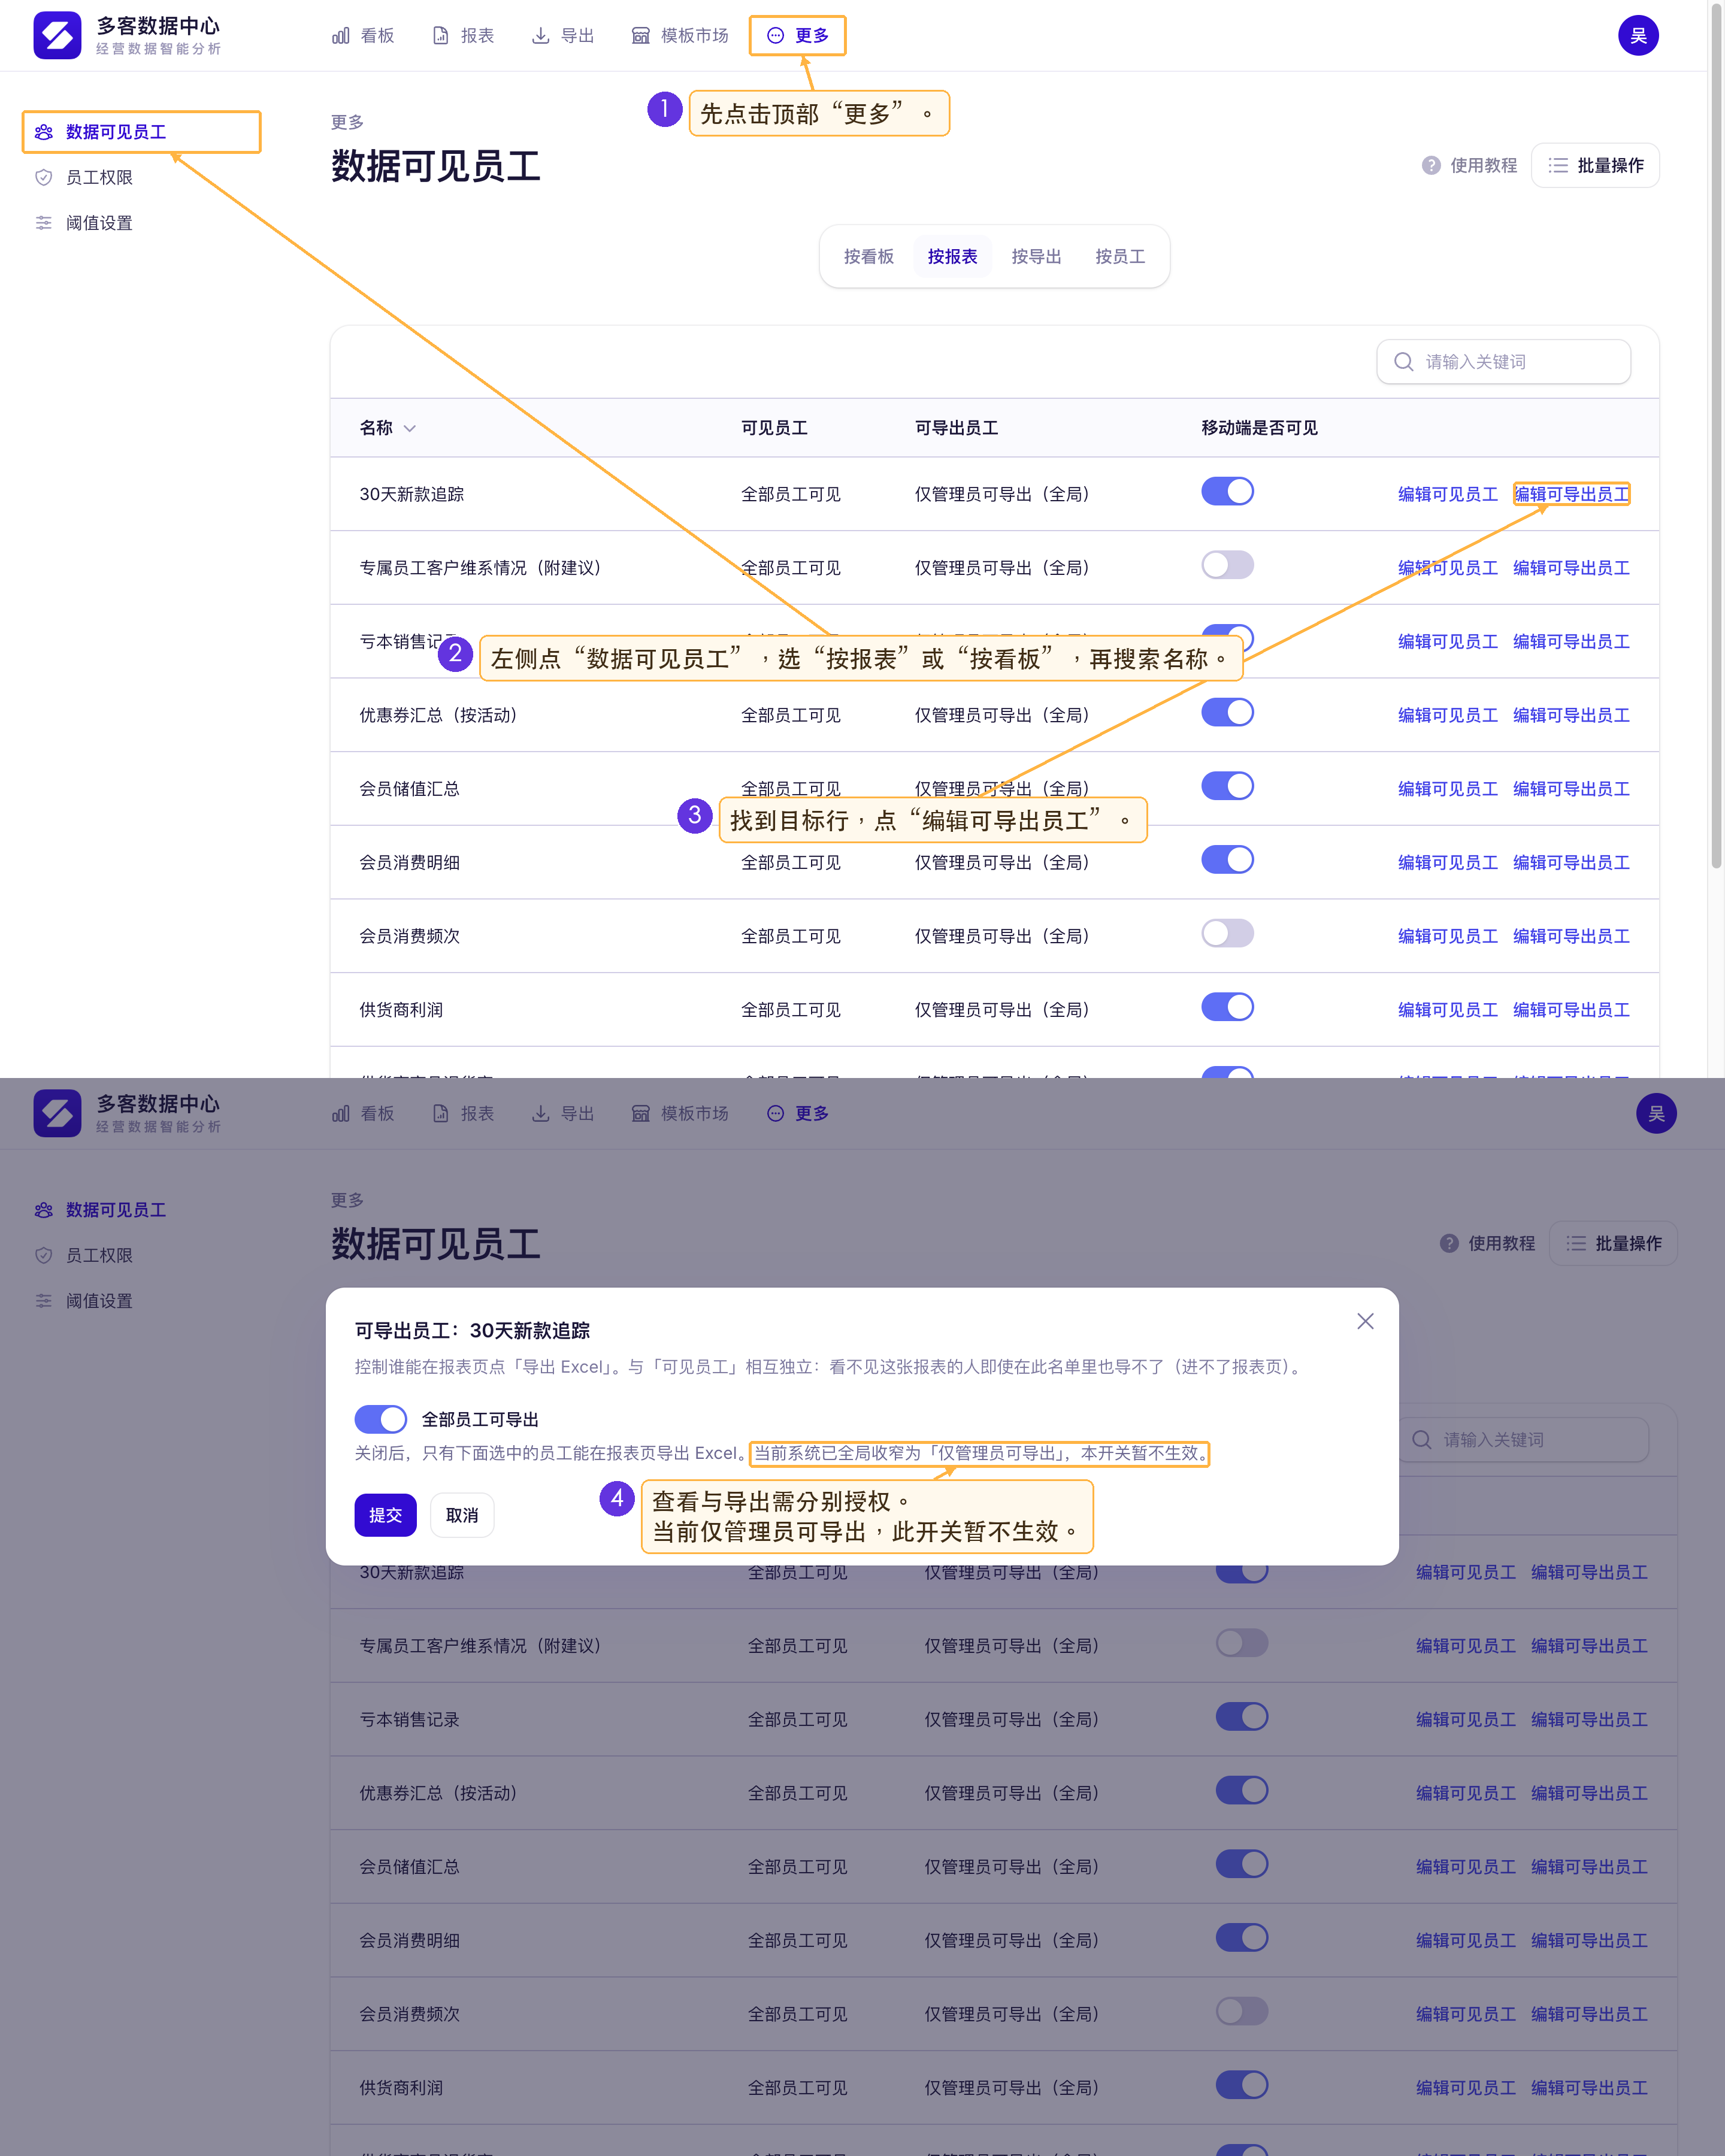 多客数据中心
经营数据智能分析
看板
报表
导出
模板市场
更多
吴
1
先点击顶部“更多”。
数据可见员工
员工权限
阈值设置
更多
数据可见员工
使用教程
批量操作
按看板
按报表
按导出
按员工
请输入关键词
名称 可见员工 可导出员工 移动端是否可见
30天新款追踪 全部员工可见 仅管理员可导出（全局） 编辑可见员工 编辑可导出员工
专属员工客户维系情况（附建议） 全部员工可见 仅管理员可导出（全局） 编辑可见员工 编辑可导出员工
亏本销售记 编辑可见员工 编辑可导出员工
2
左侧点“数据可见员工”，选“按报表”或“按看板”，再搜索名称。
优惠券汇总（按活动） 全部员工可见 仅管理员可导出（全局） 编辑可见员工 编辑可导出员工
会员储值汇总 全部员工可见 仅管理员可导出（全局） 编辑可见员工 编辑可导出员工
3
找到目标行，点“编辑可导出员工”。
会员消费明细 全部员工可见 仅管理员可导出（全局） 编辑可见员工 编辑可导出员工
会员消费频次 全部员工可见 仅管理员可导出（全局） 编辑可见员工 编辑可导出员工
供货商利润 全部员工可见 仅管理员可导出（全局） 编辑可见员工 编辑可导出员工
多客数据中心
经营数据智能分析
看板
报表
导出
模板市场
更多
吴
数据可见员工
员工权限
阈值设置
更多
数据可见员工
使用教程
批量操作
请输入关键词
可导出员工：30天新款追踪
控制谁能在报表页点「导出 Excel」。与「可见员工」相互独立：看不见这张报表的人即使在此名单里也导不了（进不了报表页）。
全部员工可导出
关闭后，只有下面选中的员工能在报表页导出 Excel。当前系统已全局收窄为「仅管理员可导出」，本开关暂不生效。
4
查看与导出需分别授权。
当前仅管理员可导出，此开关暂不生效。
提交
取消
30天新款追踪 全部员工可见 仅管理员可导出（全局） 编辑可见员工 编辑可导出员工
专属员工客户维系情况（附建议） 全部员工可见 仅管理员可导出（全局） 编辑可见员工 编辑可导出员工
亏本销售记录 全部员工可见 仅管理员可导出（全局） 编辑可见员工 编辑可导出员工
优惠券汇总（按活动） 全部员工可见 仅管理员可导出（全局） 编辑可见员工 编辑可导出员工
会员储值汇总 全部员工可见 仅管理员可导出（全局） 编辑可见员工 编辑可导出员工
会员消费明细 全部员工可见 仅管理员可导出（全局） 编辑可见员工 编辑可导出员工
会员消费频次 全部员工可见 仅管理员可导出（全局） 编辑可见员工 编辑可导出员工
供货商利润 全部员工可见 仅管理员可导出（全局） 编辑可见员工 编辑可导出员工